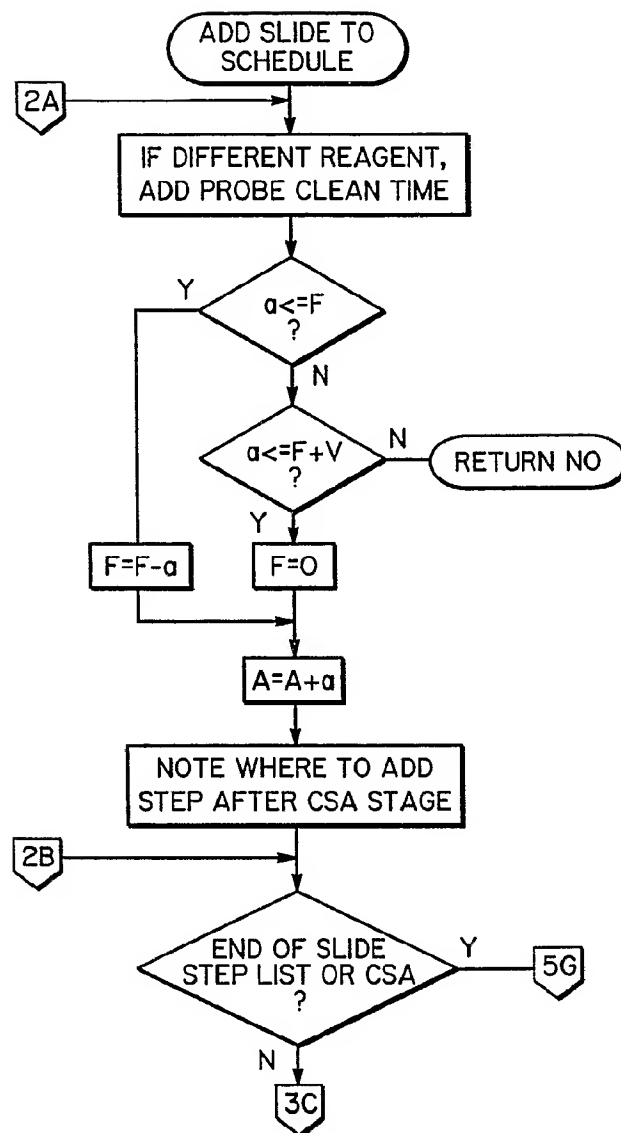 ADD SLIDE TO
SCHEDULE
2A
IF DIFFERENT REAGENT,
ADD PROBE CLEAN TIME
Y
a<=F
?
N
a<=F+V
?
N
RETURN NO
Y
F=F-a
F=0
A=A+a
NOTE WHERE TO ADD
STEP AFTER CSA STAGE
2B
END OF SLIDE
STEP LIST OR CSA
?
Y
5G
N
3C